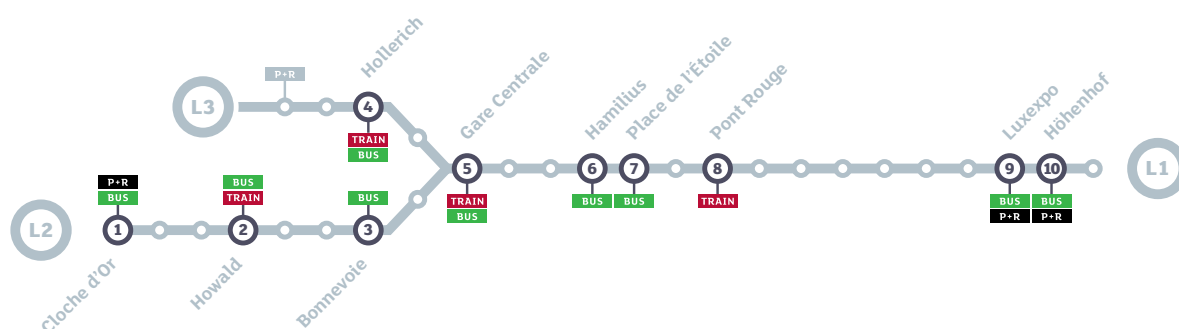 L3
P+R
Hollerich
4
TRAIN
BUS
Gare Centrale
5
TRAIN
BUS
Hamilius
6
BUS
Place de l'Étoile
7
BUS
Pont Rouge
8
TRAIN
Luxexpo
9
BUS
P+R
Höhenhof
10
BUS
P+R
L1
L2
P+R
BUS
1
Cloche d'Or
BUS
TRAIN
2
Howald
BUS
3
Bonnevoie